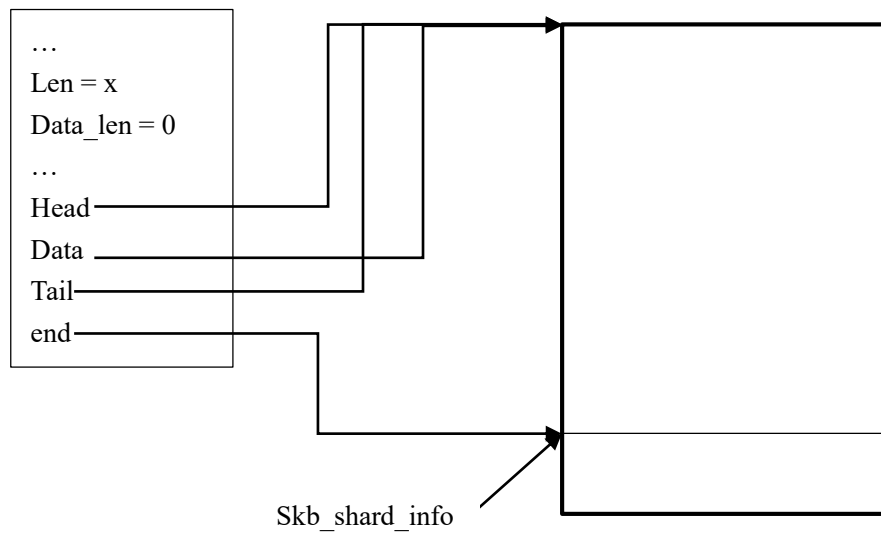 …
Len = x
Data_len = 0
…
Head
Data
Tail
end
Skb_shard_info